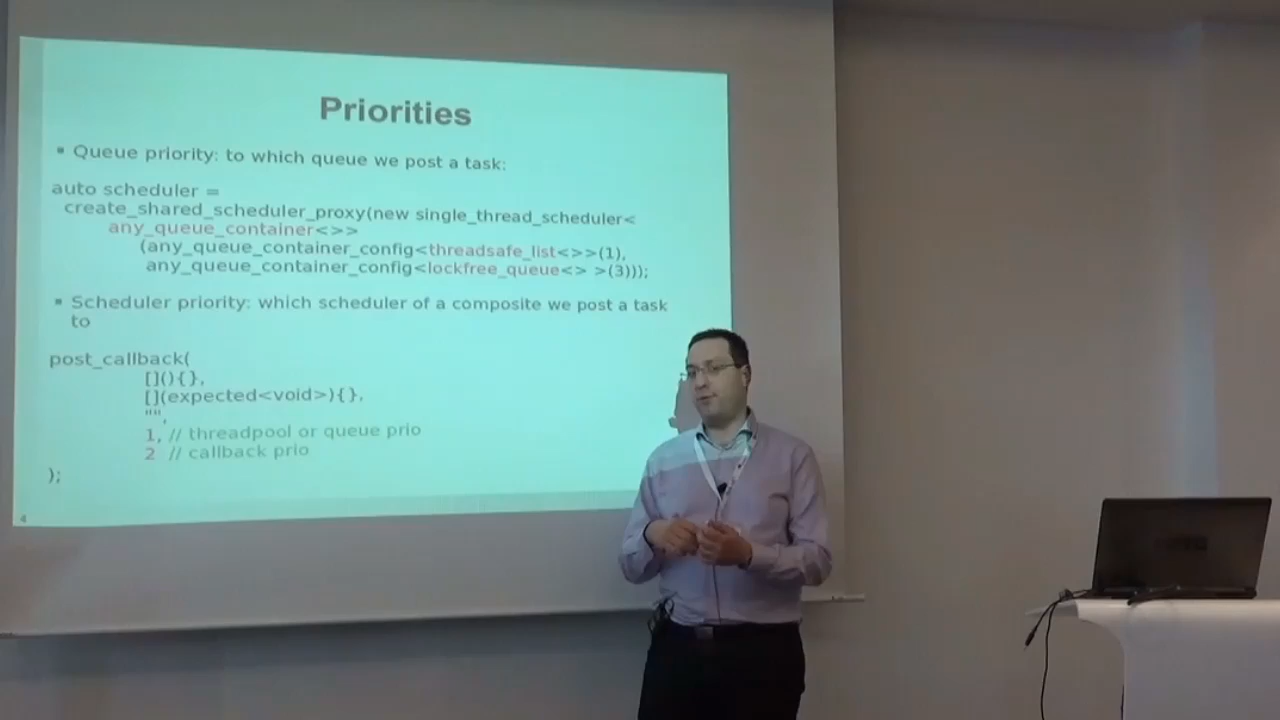 Priorities
▪ Queue priority: to which queue we post a task:
auto scheduler =
create_shared_scheduler_proxy(new single_thread_scheduler<
any_queue_container<>>
(any_queue_container_config<threadsafe_list<>>(1),
any_queue_container_config<lockfree_queue<> >(3)));
▪ Scheduler priority: which scheduler of a composite we post a task
to
post_callback(
[](){},
[](expected<void>){},
"",
1, // threadpool or queue prio
2 // callback prio
);
4